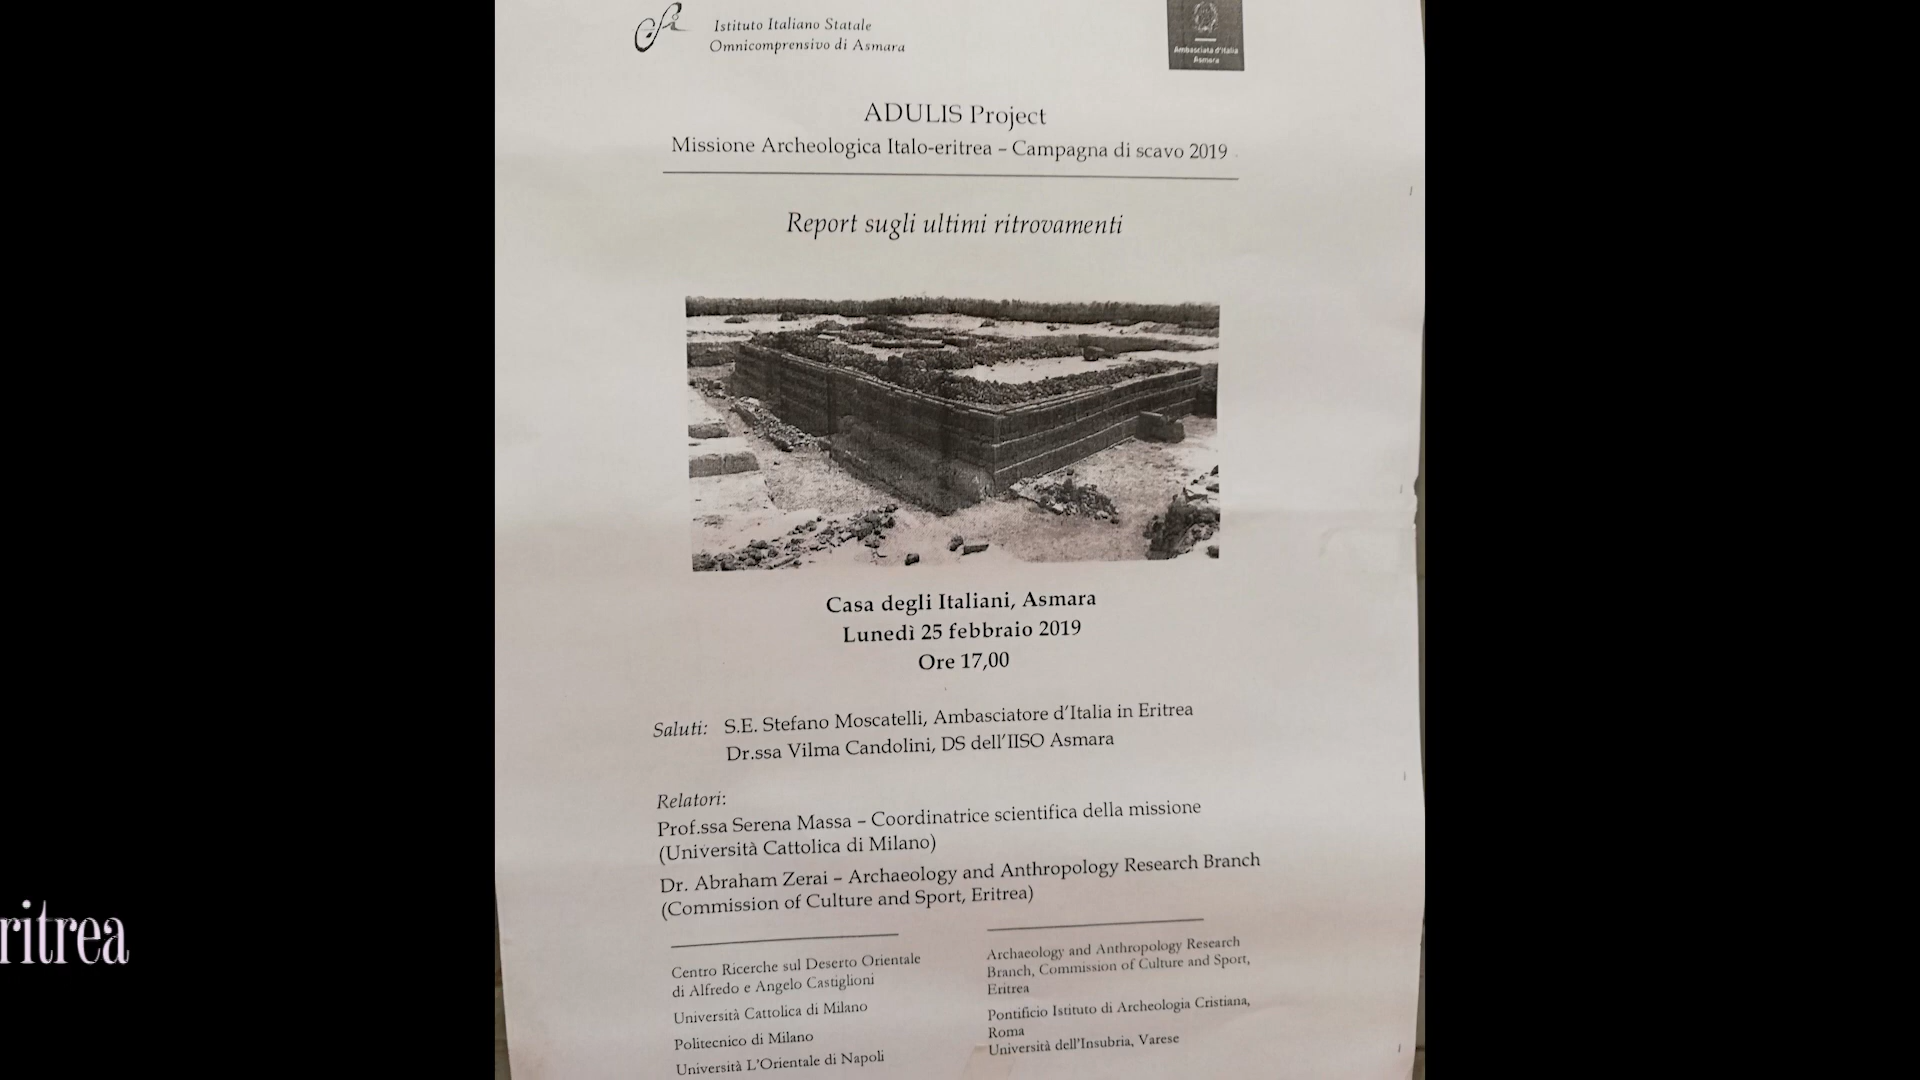 Istituto Italiano Statale
Omnicomprensivo di Asmara
Ambasciata d'Italia
Asmara
ADULIS Project
Missione Archeologica Italo-eritrea – Campagna di scavo 2019
Report sugli ultimi ritrovamenti
Casa degli Italiani, Asmara
Lunedì 25 febbraio 2019
Ore 17,00
Saluti: S.E. Stefano Moscatelli, Ambasciatore d'Italia in Eritrea
Dr.ssa Vilma Candolini, DS dell'IISO Asmara
Relatori:
Prof.ssa Serena Massa – Coordinatrice scientifica della missione
(Università Cattolica di Milano)
Dr. Abraham Zerai – Archaeology and Anthropology Research Branch
(Commission of Culture and Sport, Eritrea)
Centro Ricerche sul Deserto Orientale
di Alfredo e Angelo Castiglioni
Università Cattolica di Milano
Politecnico di Milano
Università L'Orientale di Napoli
Archaeology and Anthropology Research
Branch, Commission of Culture and Sport,
Eritrea
Pontificio Istituto di Archeologia Cristiana,
Roma
Università dell'Insubria, Varese
ritrea